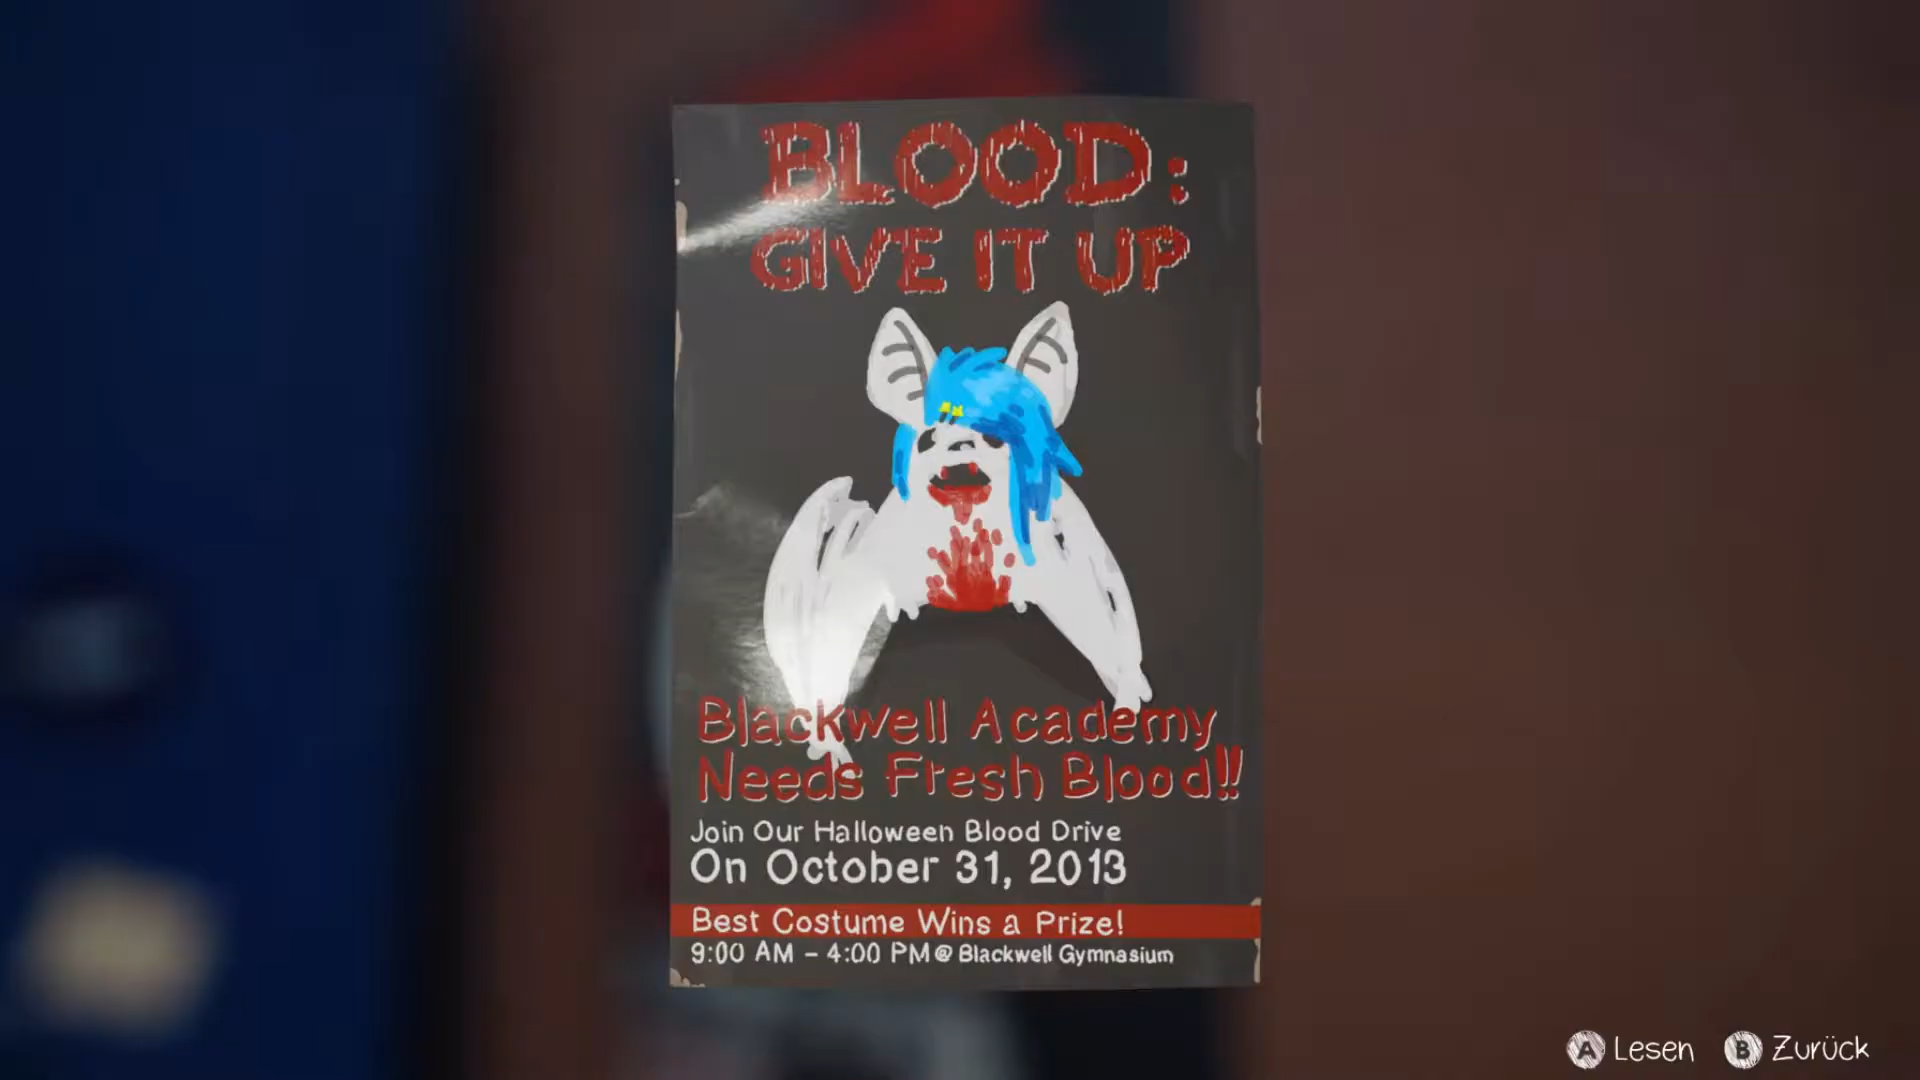 BLOOD:
GIVE IT UP
Blackwell Academy
Needs Fresh Blood!!
Join Our Halloween Blood Drive
On October 31, 2013
Best Costume Wins a Prize!
9:00 AM – 4:00 PM @ Blackwell Gymnasium
A Lesen B Zurück